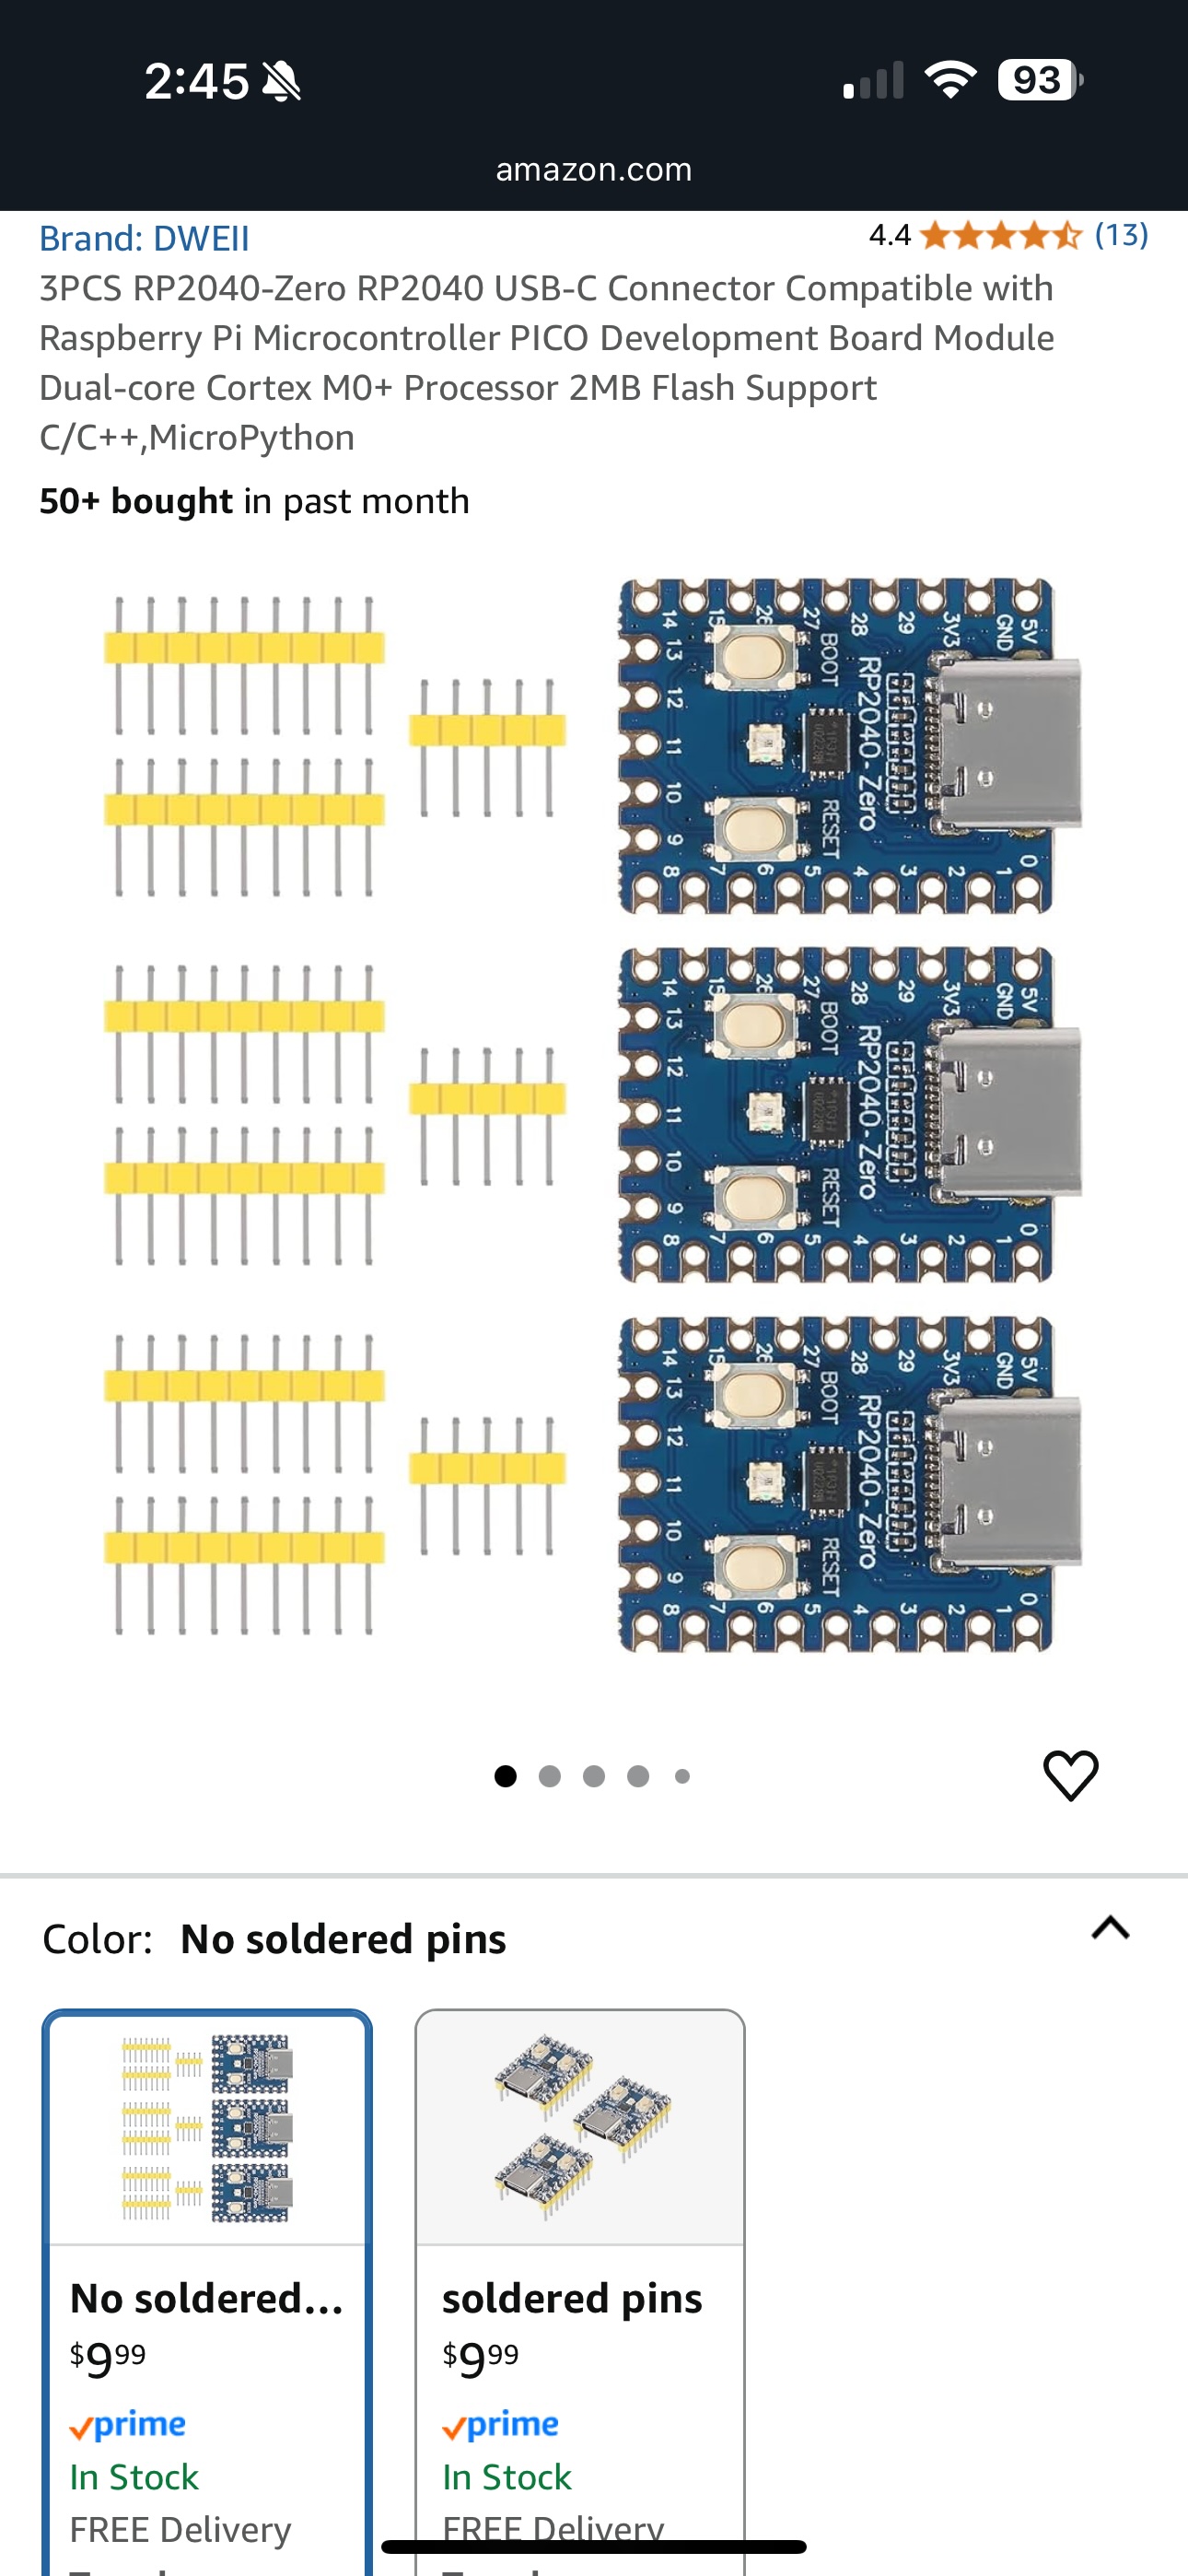 2:45
93
amazon.com
Brand: DWEII
4.4 (13)
3PCS RP2040-Zero RP2040 USB-C Connector Compatible with
Raspberry Pi Microcontroller PICO Development Board Module
Dual-core Cortex M0+ Processor 2MB Flash Support
C/C++,MicroPython
50+ bought in past month
14 15 26 27 28 29 3V3 GND 5V
13 12 11 10 9
BOOT
RP2040-Zero
RESET
8 7 6 5 4 3 2 1 0
14 15 26 27 28 29 3V3 GND 5V
13 12 11 10 9
BOOT
RP2040-Zero
RESET
8 7 6 5 4 3 2 1 0
14 15 26 27 28 29 3V3 GND 5V
13 12 11 10 9
BOOT
RP2040-Zero
RESET
8 7 6 5 4 3 2 1 0
Color: No soldered pins
No soldered...
$9.99
prime
In Stock
FREE Delivery
soldered pins
$9.99
prime
In Stock
FREE Delivery